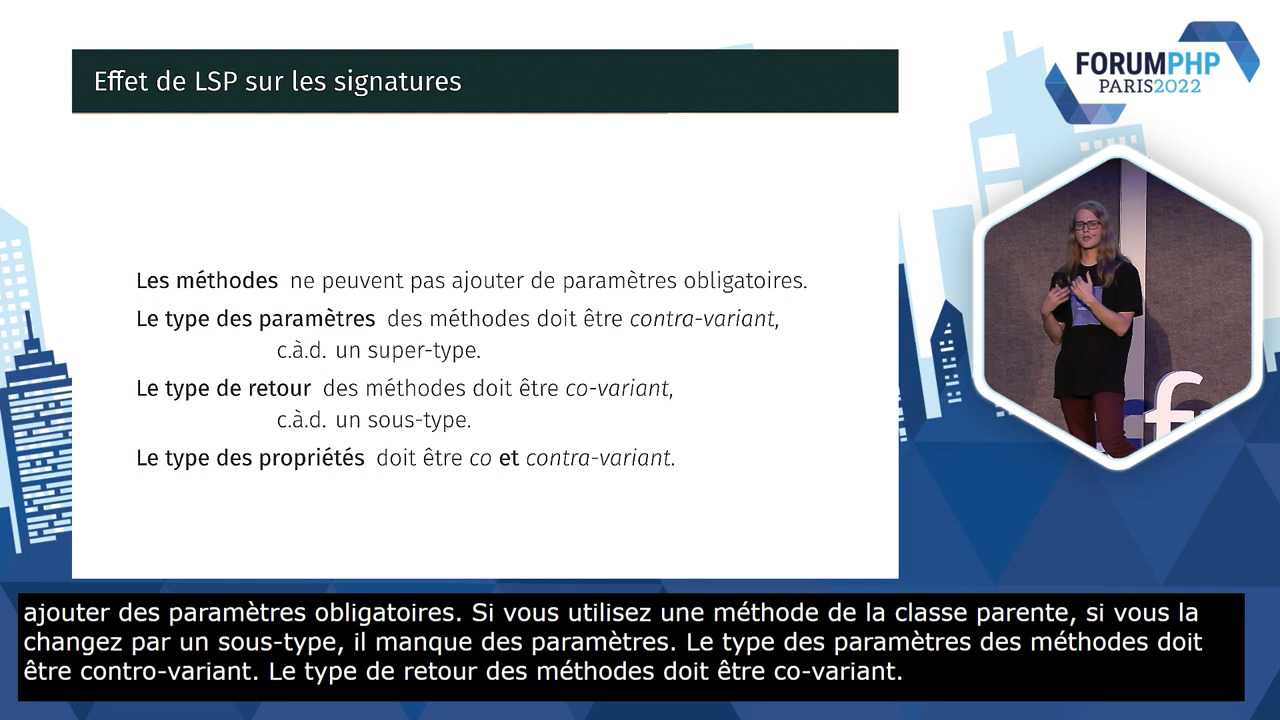 Effet de LSP sur les signatures
FORUMPHP
PARIS2022
Les méthodes ne peuvent pas ajouter de paramètres obligatoires.
Le type des paramètres des méthodes doit être contra-variant,
c.à.d. un super-type.
Le type de retour des méthodes doit être co-variant,
c.à.d. un sous-type.
Le type des propriétés doit être co et contra-variant.
f
ajouter des paramètres obligatoires. Si vous utilisez une méthode de la classe parente, si vous la
changez par un sous-type, il manque des paramètres. Le type des paramètres des méthodes doit
être contro-variant. Le type de retour des méthodes doit être co-variant.